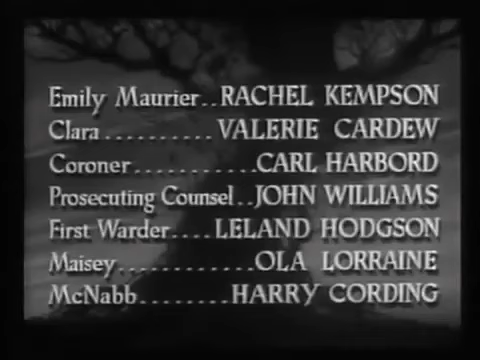 Emily Maurier..RACHEL KEMPSON
Clara..........VALERIE CARDEW
Coroner...........CARL HARBORD
Prosecuting Counsel..JOHN WILLIAMS
First Warder....LELAND HODGSON
Maisey............OLA LORRAINE
McNabb........HARRY CORDING